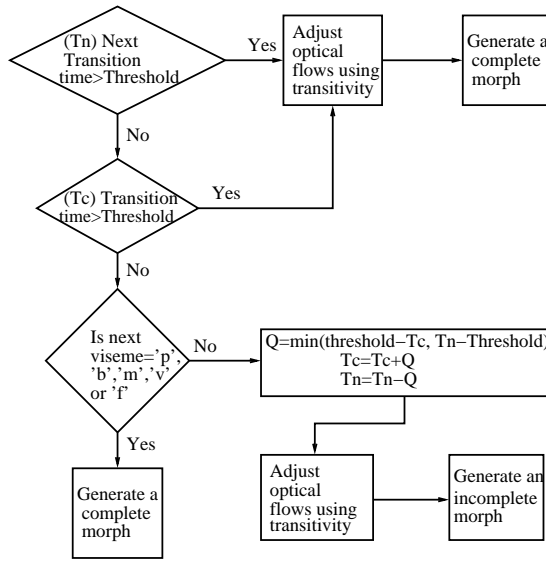 (Tn) Next
Transition
time>Threshold
Yes
Adjust
optical
flows using
transitivity
Generate a
complete
morph
No
(Tc) Transition
time>Threshold
Yes
No
Is next
viseme='p',
'b','m','v'
or 'f'
No
Q=min(threshold−Tc, Tn−Threshold)
Tc=Tc+Q
Tn=Tn−Q
Yes
Generate a
complete
morph
Adjust
optical
flows using
transitivity
Generate an
incomplete
morph